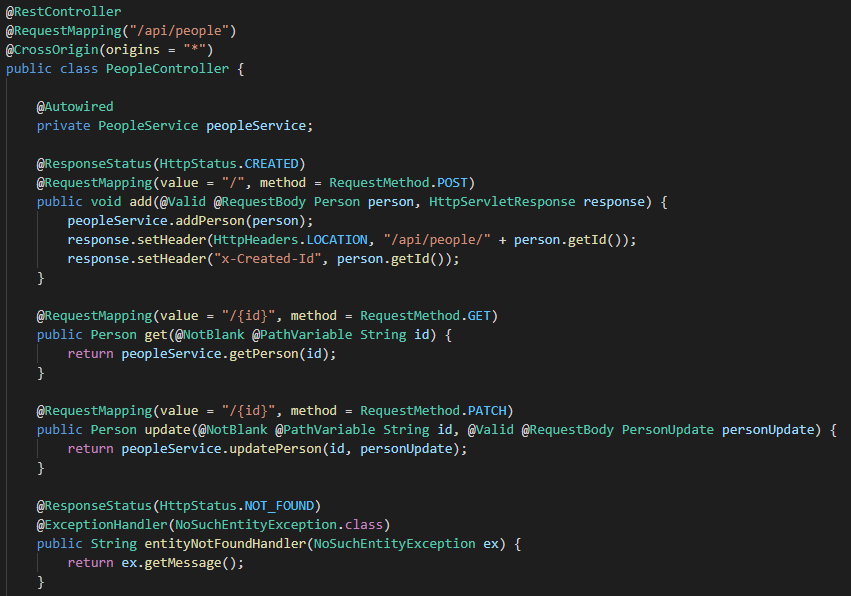 @RestController
@RequestMapping("/api/people")
@CrossOrigin(origins = "*")
public class PeopleController {
@Autowired
private PeopleService peopleService;
@ResponseStatus(HttpStatus.CREATED)
@RequestMapping(value = "/", method = RequestMethod.POST)
public void add(@Valid @RequestBody Person person, HttpServletResponse response) {
peopleService.addPerson(person);
response.setHeader(HttpHeaders.LOCATION, "/api/people/" + person.getId());
response.setHeader("x-Created-Id", person.getId());
}
@RequestMapping(value = "/{id}", method = RequestMethod.GET)
public Person get(@NotBlank @PathVariable String id) {
return peopleService.getPerson(id);
}
@RequestMapping(value = "/{id}", method = RequestMethod.PATCH)
public Person update(@NotBlank @PathVariable String id, @Valid @RequestBody PersonUpdate personUpdate) {
return peopleService.updatePerson(id, personUpdate);
}
@ResponseStatus(HttpStatus.NOT_FOUND)
@ExceptionHandler(NoSuchEntityException.class)
public String entityNotFoundHandler(NoSuchEntityException ex) {
return ex.getMessage();
}